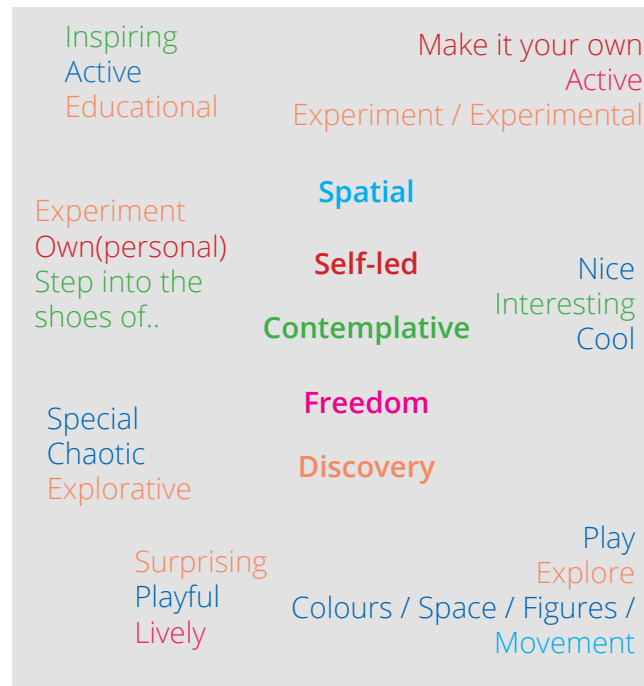 Inspiring
Active
Educational
Make it your own
Active
Experiment / Experimental
Spatial
Experiment
Own(personal)
Step into the
shoes of..
Self-led
Contemplative
Nice
Interesting
Cool
Freedom
Special
Chaotic
Explorative
Discovery
Surprising
Playful
Lively
Play
Explore
Colours / Space / Figures /
Movement